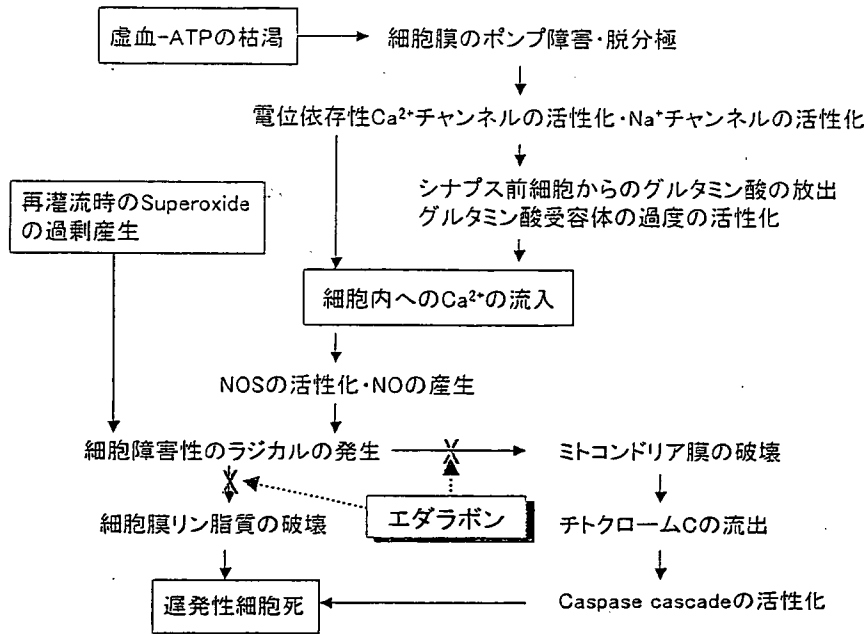 虚血-ATPの枯渇
細胞膜のポンプ障害・脱分極
電位依存性Ca²⁺チャンネルの活性化・Na⁺チャンネルの活性化
シナプス前細胞からのグルタミン酸の放出
グルタミン酸受容体の過度の活性化
再灌流時のSuperoxide
の過剰産生
細胞内へのCa²⁺の流入
NOSの活性化・NOの産生
細胞障害性のラジカルの発生
ミトコンドリア膜の破壊
エダラボン
細胞膜リン脂質の破壊
チトクロームCの流出
遅発性細胞死
Caspase cascadeの活性化